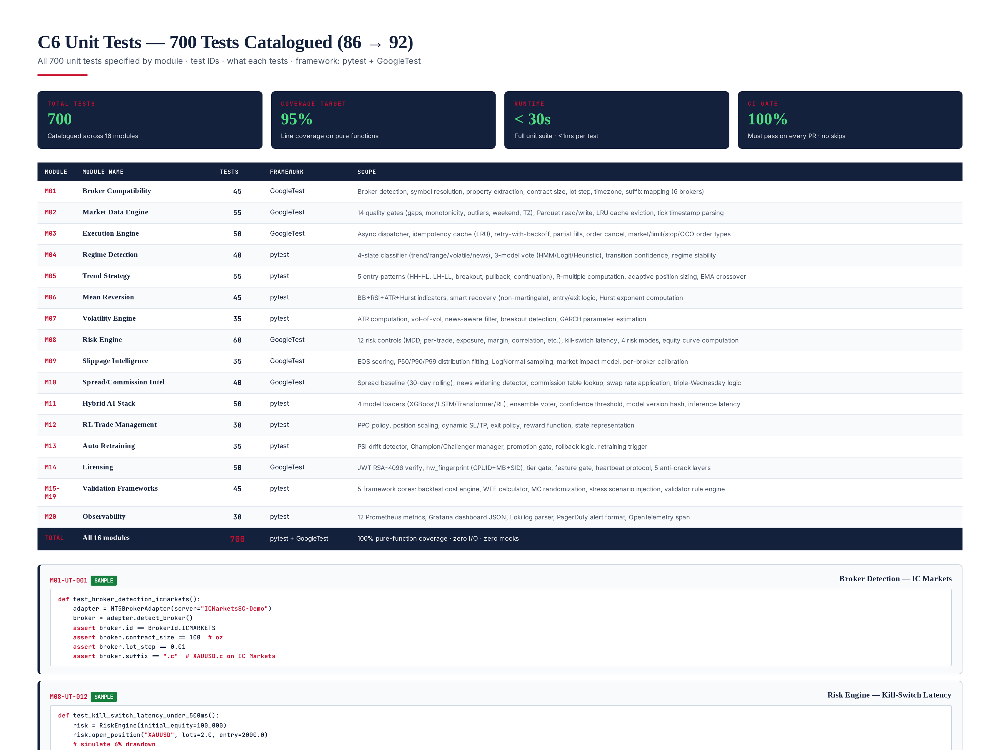 C6 Unit Tests — 700 Tests Catalogued (86 → 92)
All 700 unit tests specified by module · test IDs · what each tests · framework: pytest + GoogleTest
TOTAL TESTS
700
Catalogued across 16 modules
COVERAGE TARGET
95%
Line coverage on pure functions
RUNTIME
< 30s
Full unit suite · <1ms per test
CI GATE
100%
Must pass on every PR · no skips
MODULE MODULE NAME TESTS FRAMEWORK SCOPE
M01 Broker Compatibility 45 GoogleTest Broker detection, symbol resolution, property extraction, contract size, lot step, timezone, suffix mapping (6 brokers)
M02 Market Data Engine 55 GoogleTest 14 quality gates (gaps, monotonicity, outliers, weekend, TZ), Parquet read/write, LRU cache eviction, tick timestamp parsing
M03 Execution Engine 50 GoogleTest Async dispatcher, idempotency cache (LRU), retry-with-backoff, partial fills, order cancel, market/limit/stop/OCO order types
M04 Regime Detection 40 pytest 4-state classifier (trend/range/volatile/news), 3-model vote (HMM/Logit/Heuristic), transition confidence, regime stability
M05 Trend Strategy 55 pytest 5 entry patterns (HH-HL, LH-LL, breakout, pullback, continuation), R-multiple computation, adaptive position sizing, EMA crossover
M06 Mean Reversion 45 pytest BB+RSI+ATR+Hurst indicators, smart recovery (non-martingale), entry/exit logic, Hurst exponent computation
M07 Volatility Engine 35 pytest ATR computation, vol-of-vol, news-aware filter, breakout detection, GARCH parameter estimation
M08 Risk Engine 60 GoogleTest 12 risk controls (MDD, per-trade, exposure, margin, correlation, etc.), kill-switch latency, 4 risk modes, equity curve computation
M09 Slippage Intelligence 35 GoogleTest EQS scoring, P50/P90/P99 distribution fitting, LogNormal sampling, market impact model, per-broker calibration
M10 Spread/Commission Intel 40 GoogleTest Spread baseline (30-day rolling), news widening detector, commission table lookup, swap rate application, triple-Wednesday logic
M11 Hybrid AI Stack 50 pytest 4 model loaders (XGBoost/LSTM/Transformer/RL), ensemble voter, confidence threshold, model version hash, inference latency
M12 RL Trade Management 30 pytest PPO policy, position scaling, dynamic SL/TP, exit policy, reward function, state representation
M13 Auto Retraining 35 pytest PSI drift detector, Champion/Challenger manager, promotion gate, rollback logic, retraining trigger
M14 Licensing 50 GoogleTest JWT RSA-4096 verify, hw_fingerprint (CPUID+MB+SID), tier gate, feature gate, heartbeat protocol, 5 anti-crack layers
M15-
M19 Validation Frameworks 45 pytest 5 framework cores: backtest cost engine, WFE calculator, MC randomization, stress scenario injection, validator rule engine
M20 Observability 30 pytest 12 Prometheus metrics, Grafana dashboard JSON, Loki log parser, PagerDuty alert format, OpenTelemetry span
TOTAL All 16 modules 700 pytest + GoogleTest 100% pure-function coverage · zero I/O · zero mocks
M01-UT-001 SAMPLE Broker Detection — IC Markets
def test_broker_detection_icmarkets():
    adapter = MT5BrokerAdapter(server="ICMarketsSC-Demo")
    broker = adapter.detect_broker()
    assert broker.id == BrokerId.ICMARKETS
    assert broker.contract_size == 100  # oz
    assert broker.lot_step == 0.01
    assert broker.suffix == ".c"  # XAUUSD.c on IC Markets
M08-UT-012 SAMPLE Risk Engine — Kill-Switch Latency
def test_kill_switch_latency_under_500ms():
    risk = RiskEngine(initial_equity=100_000)
    risk.open_position("XAUUSD", lots=2.0, entry=2000.0)
    # simulate 6% drawdown